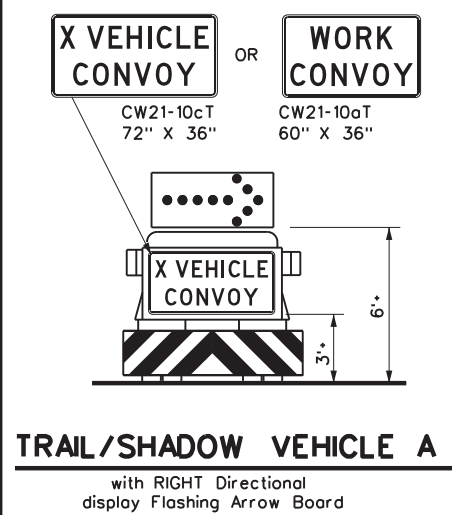 X VEHICLE
CONVOY
OR
WORK
CONVOY
CW21-10cT
72" X 36"
CW21-10aT
60" X 36"
X VEHICLE
CONVOY
6'+
3'+
TRAIL/SHADOW VEHICLE A
with RIGHT Directional
display Flashing Arrow Board